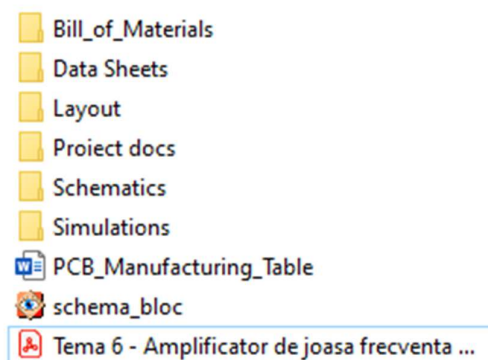 Bill_of_Materials
Data Sheets
Layout
Proiect docs
Schematics
Simulations
PCB_Manufacturing_Table
schema_bloc
Tema 6 - Amplificator de joasa frecventa ...